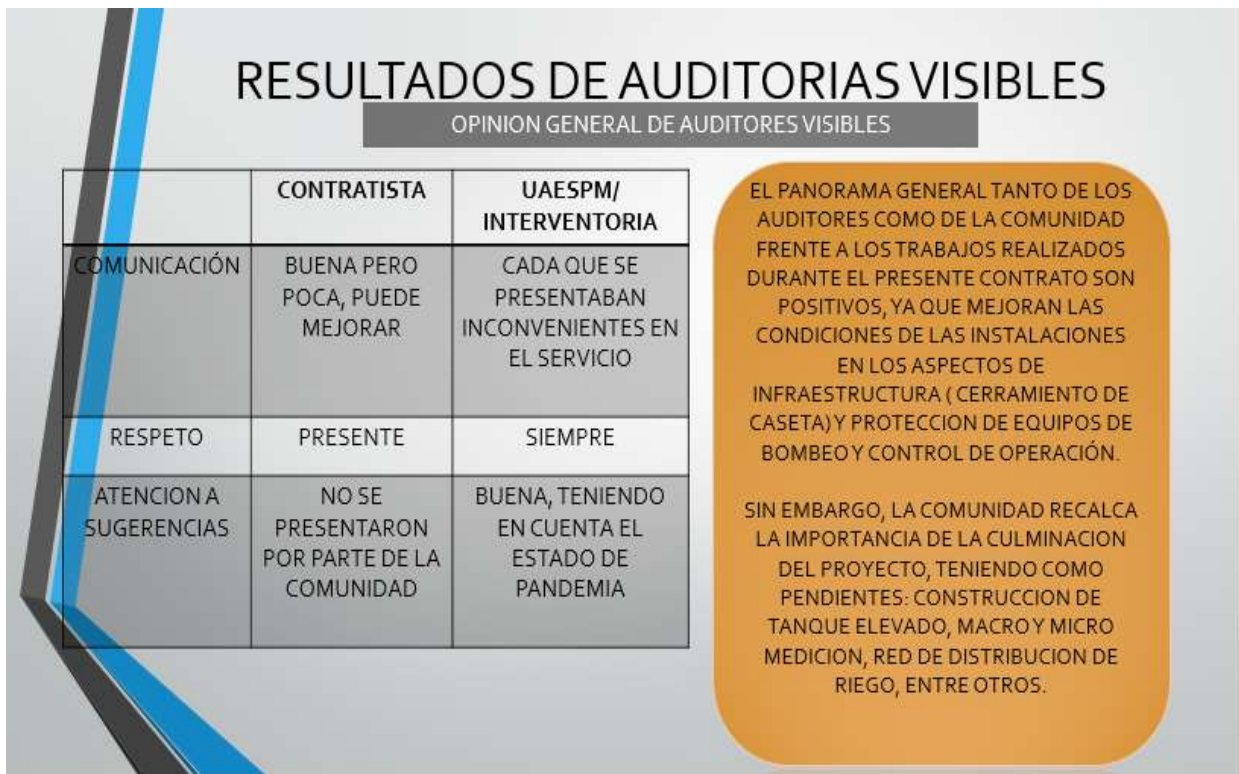 RESULTADOS DE AUDITORIAS VISIBLES
OPINION GENERAL DE AUDITORES VISIBLES
CONTRATISTA
UAESPM/
INTERVENTORIA
COMUNICACIÓN
BUENA PERO
POCA, PUEDE
MEJORAR
CADA QUE SE
PRESENTABAN
INCONVENIENTES EN
EL SERVICIO
RESPETO
PRESENTE
SIEMPRE
ATENCION A
SUGERENCIAS
NO SE
PRESENTARON
POR PARTE DE LA
COMUNIDAD
BUENA, TENIENDO
EN CUENTA EL
ESTADO DE
PANDEMIA
EL PANORAMA GENERAL TANTO DE LOS
AUDITORES COMO DE LA COMUNIDAD
FRENTE A LOS TRABAJOS REALIZADOS
DURANTE EL PRESENTE CONTRATO SON
POSITIVOS, YA QUE MEJORAN LAS
CONDICIONES DE LAS INSTALACIONES
EN LOS ASPECTOS DE
INFRAESTRUCTURA ( CERRAMIENTO DE
CASETA) Y PROTECCION DE EQUIPOS DE
BOMBEO Y CONTROL DE OPERACIÓN.
SIN EMBARGO, LA COMUNIDAD RECALCA
LA IMPORTANCIA DE LA CULMINACION
DEL PROYECTO, TENIENDO COMO
PENDIENTES: CONSTRUCCION DE
TANQUE ELEVADO, MACRO Y MICRO
MEDICION, RED DE DISTRIBUCION DE
RIEGO, ENTRE OTROS.